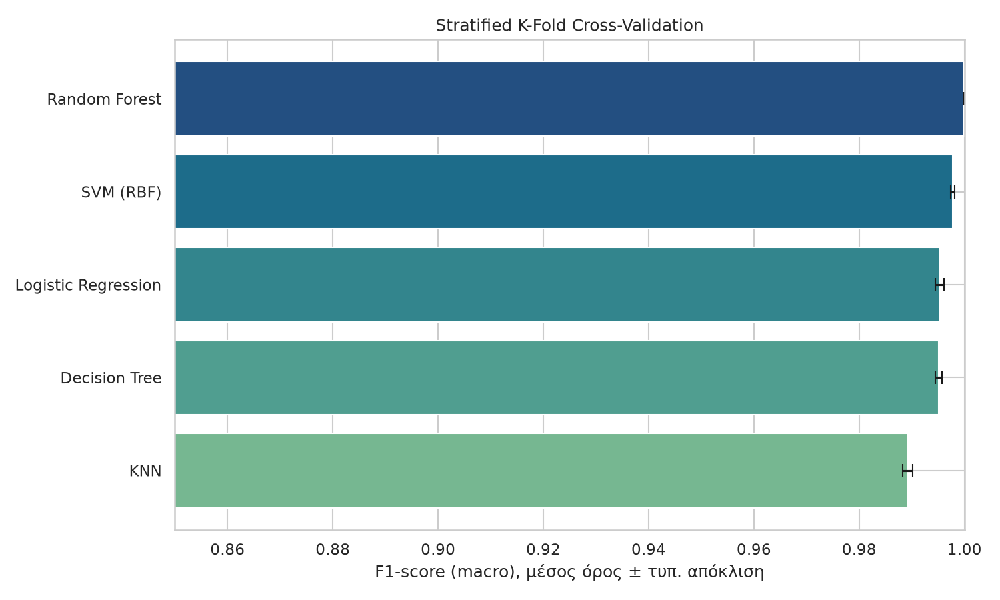 Stratified K-Fold Cross-Validation
Random Forest
SVM (RBF)
Logistic Regression
Decision Tree
KNN
0.86 0.88 0.90 0.92 0.94 0.96 0.98 1.00
F1-score (macro), μέσος όρος ± τυπ. απόκλιση